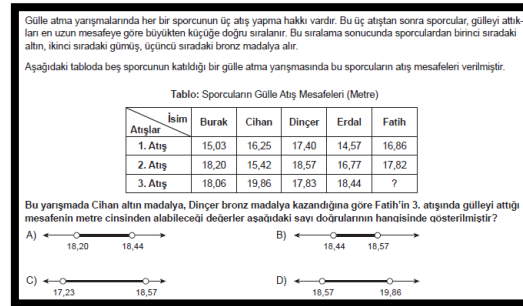 Gülle atma yarışmalarında her bir sporcunun üç atış yapma hakkı vardır. Bu üç atıştan sonra sporcular, gülleyi attık-
ları en uzun mesafeye göre büyükten küçüğe doğru sıralanır. Bu sıralama sonucunda sporculardan birinci sıradaki
altın, ikinci sıradaki gümüş, üçüncü sıradaki bronz madalya alır.
Aşağıdaki tabloda beş sporcunun katıldığı bir gülle atma yarışmasında bu sporcuların atış mesafeleri verilmiştir.
Tablo: Sporcuların Gülle Atış Mesafeleri (Metre)
Atışlar İsim Burak Cihan Dinçer Erdal Fatih
1. Atış 15,03 16,25 17,40 14,57 16,86
2. Atış 18,20 15,42 18,57 16,77 17,82
3. Atış 18,06 19,86 17,83 18,44 ?
Bu yarışmada Cihan altın madalya, Dinçer bronz madalya kazandığına göre Fatih'in 3. atışında gülleyi attığı
mesafenin metre cinsinden alabileceği değerler aşağıdaki sayı doğrularının hangisinde gösterilmiştir?
A) 18,20 18,44
B) 18,44 18,57
C) 17,23 18,57
D) 18,57 19,86